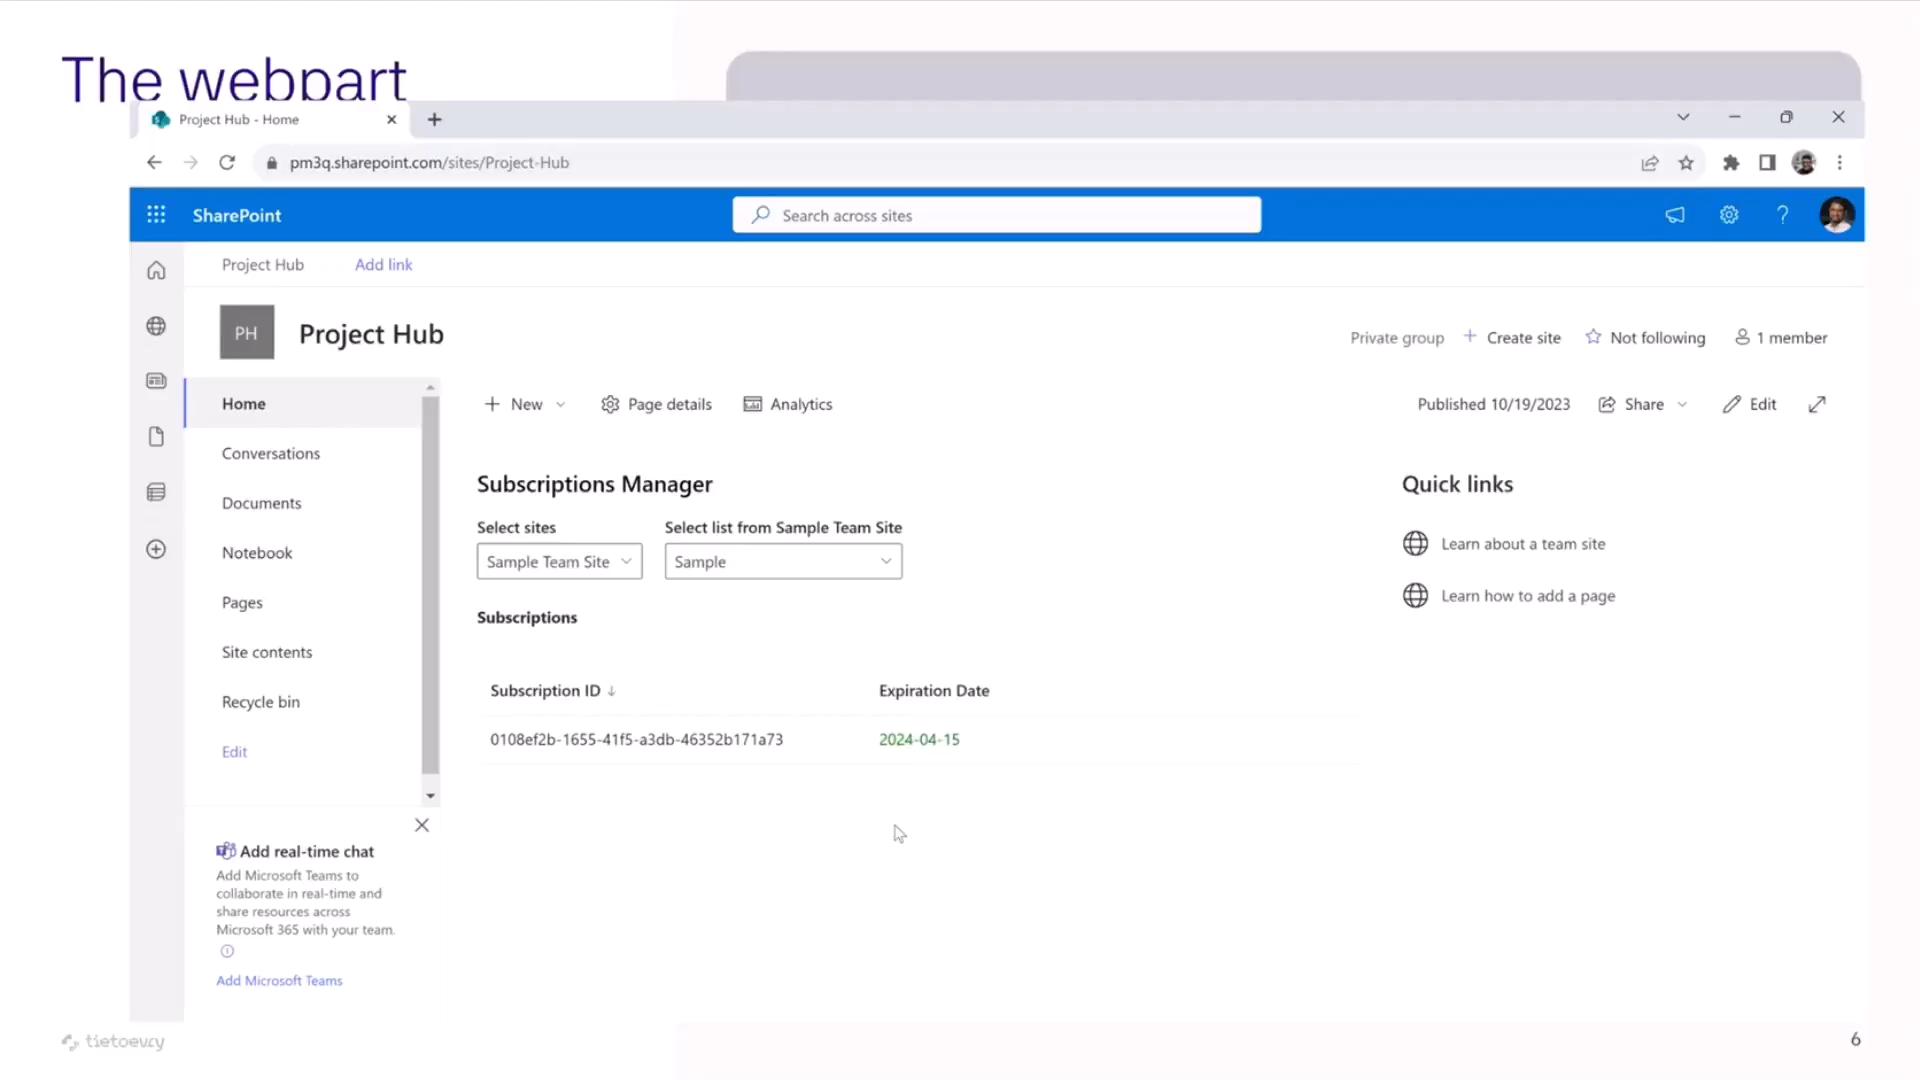 The webpart
Project Hub - Home
pm3q.sharepoint.com/sites/Project-Hub
SharePoint
Search across sites
Project Hub
Add link
PH
Project Hub
Private group
Create site
Not following
1 member
Home
Conversations
Documents
Notebook
Pages
Site contents
Recycle bin
Edit
New
Page details
Analytics
Published 10/19/2023
Share
Edit
Subscriptions Manager
Select sites
Sample Team Site
Select list from Sample Team Site
Sample
Subscriptions
Subscription ID ↓
Expiration Date
0108ef2b-1655-41f5-a3db-46352b171a73
2024-04-15
Quick links
Learn about a team site
Learn how to add a page
Add real-time chat
Add Microsoft Teams to
collaborate in real-time and
share resources across
Microsoft 365 with your team.
Add Microsoft Teams
tietoevry
6